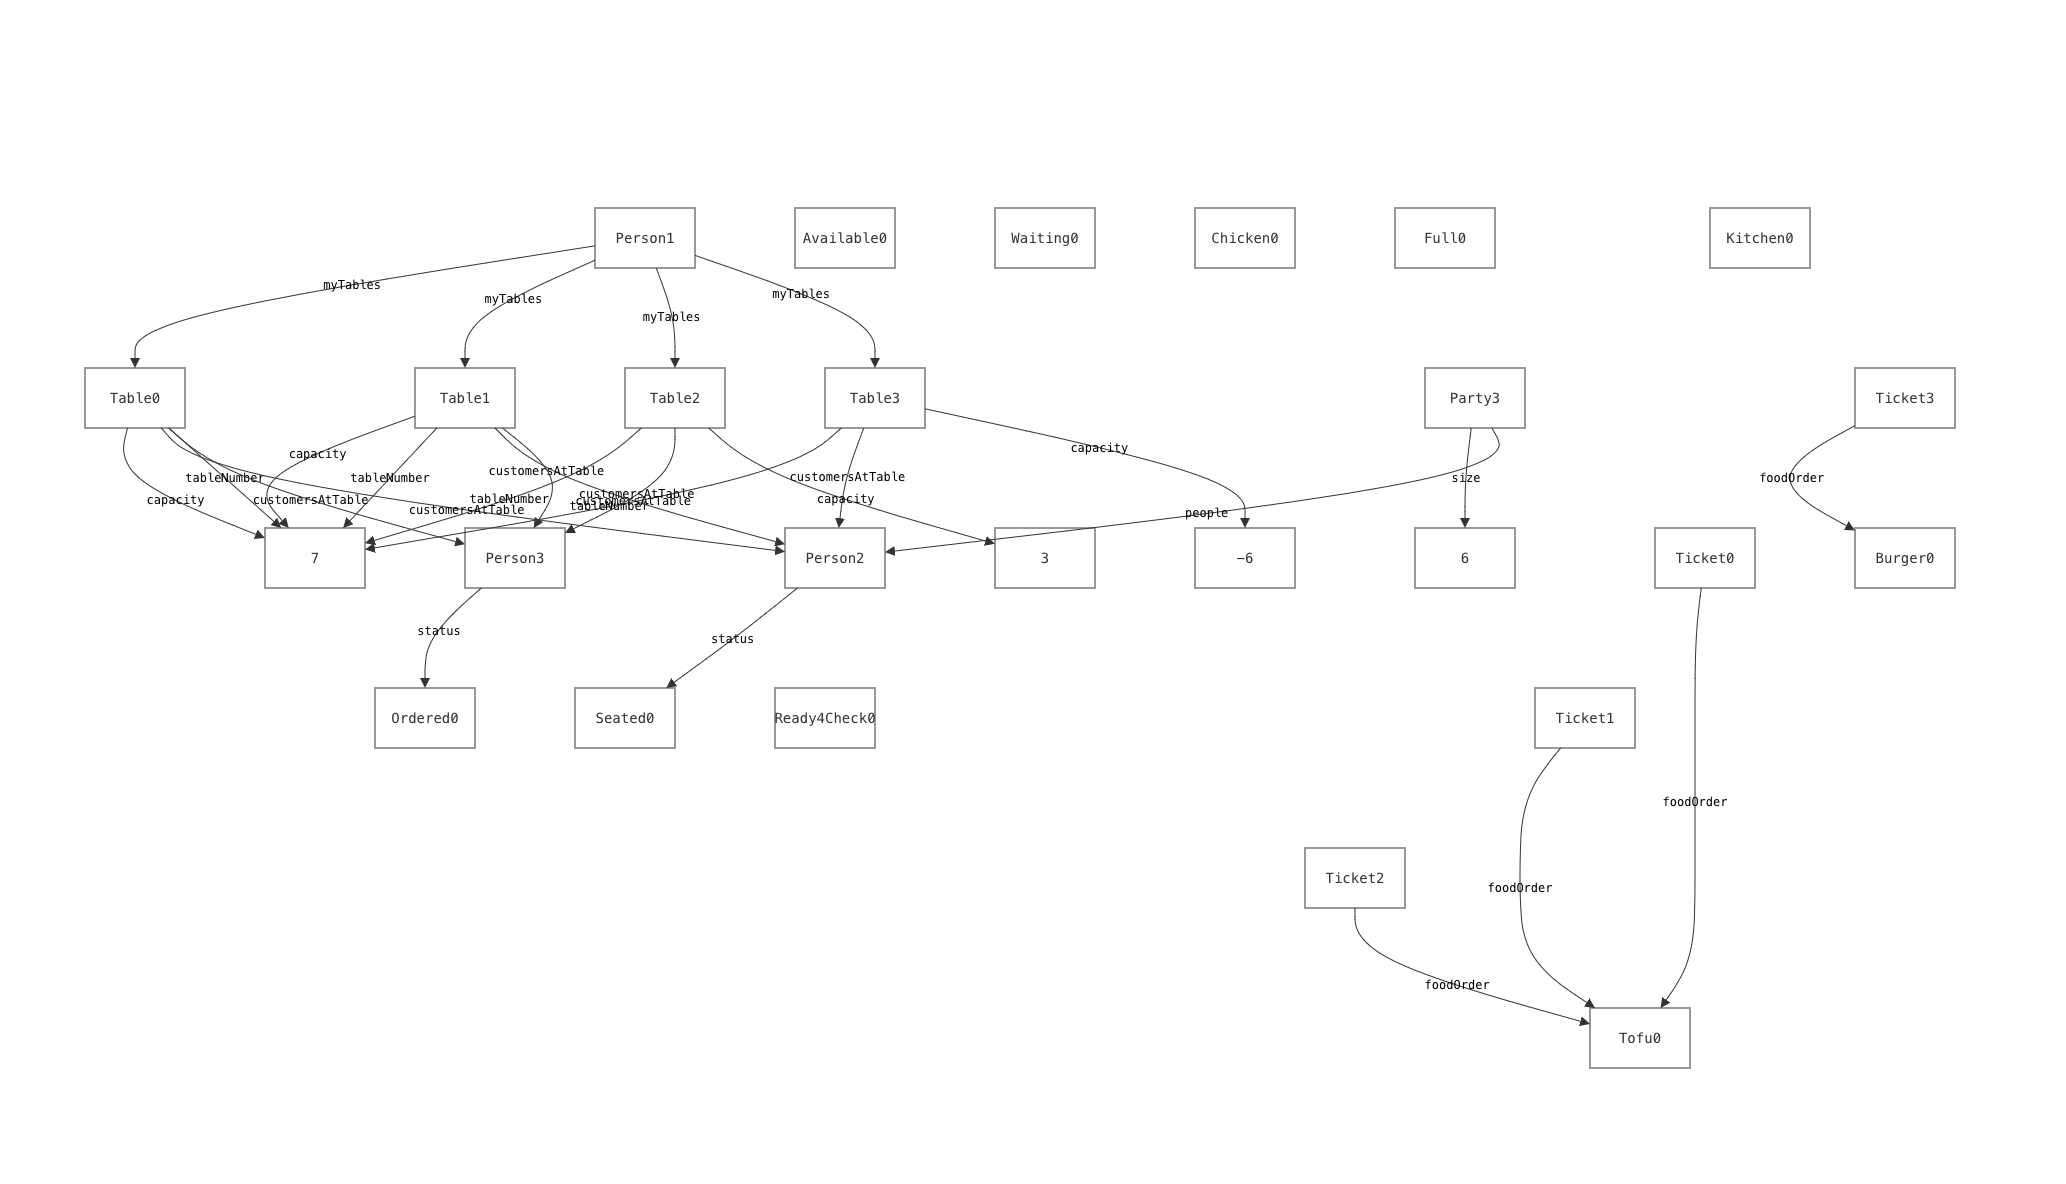 Person1
Available0
Waiting0
Chicken0
Full0
Kitchen0
myTables
myTables
myTables
myTables
Table0
Table1
Table2
Table3
Party3
Ticket3
capacity
capacity
customersAtTable
tableNumber
tableNumber
customersAtTable
size
foodOrder
capacity
customersAtTable
customersAtTable
tableNumber
customersAtTable
customersAtTable
tableNumber
capacity
people
7
Person3
Person2
3
−6
6
Ticket0
Burger0
status
status
Ordered0
Seated0
Ready4Check0
Ticket1
foodOrder
Ticket2
foodOrder
foodOrder
Tofu0